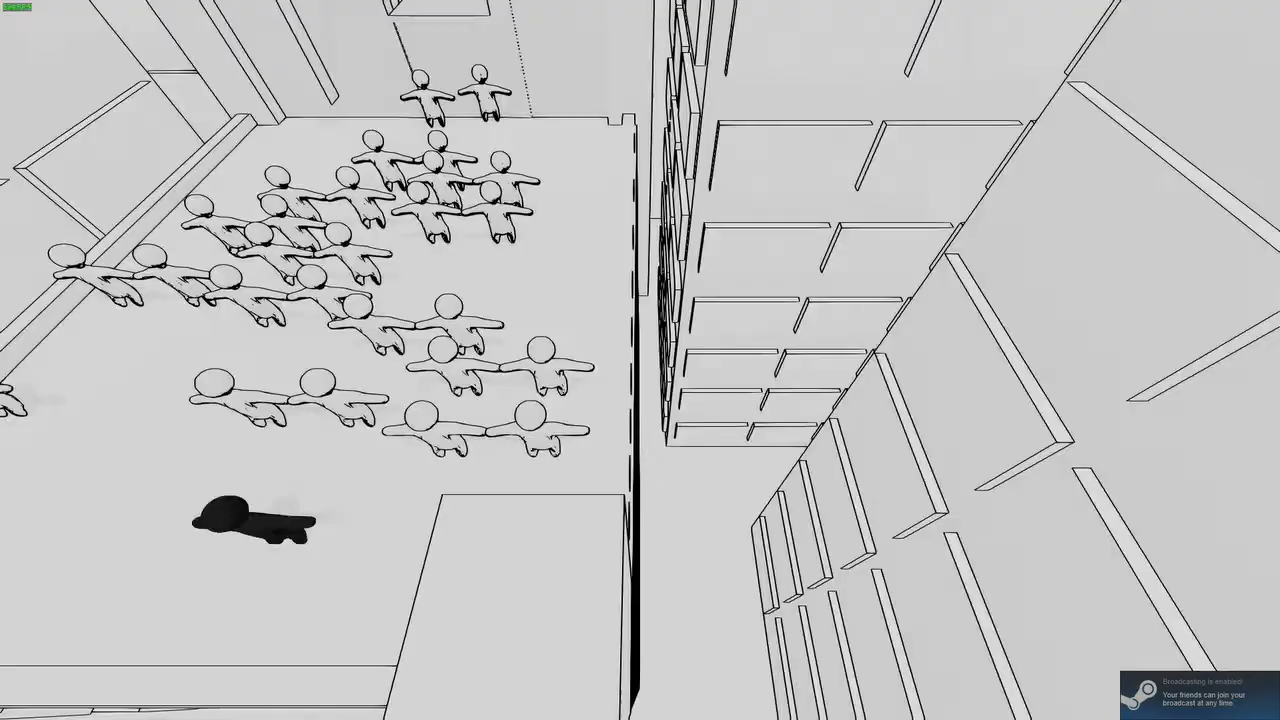 Broadcasting is enabled!
Your friends can join your
broadcast at any time.